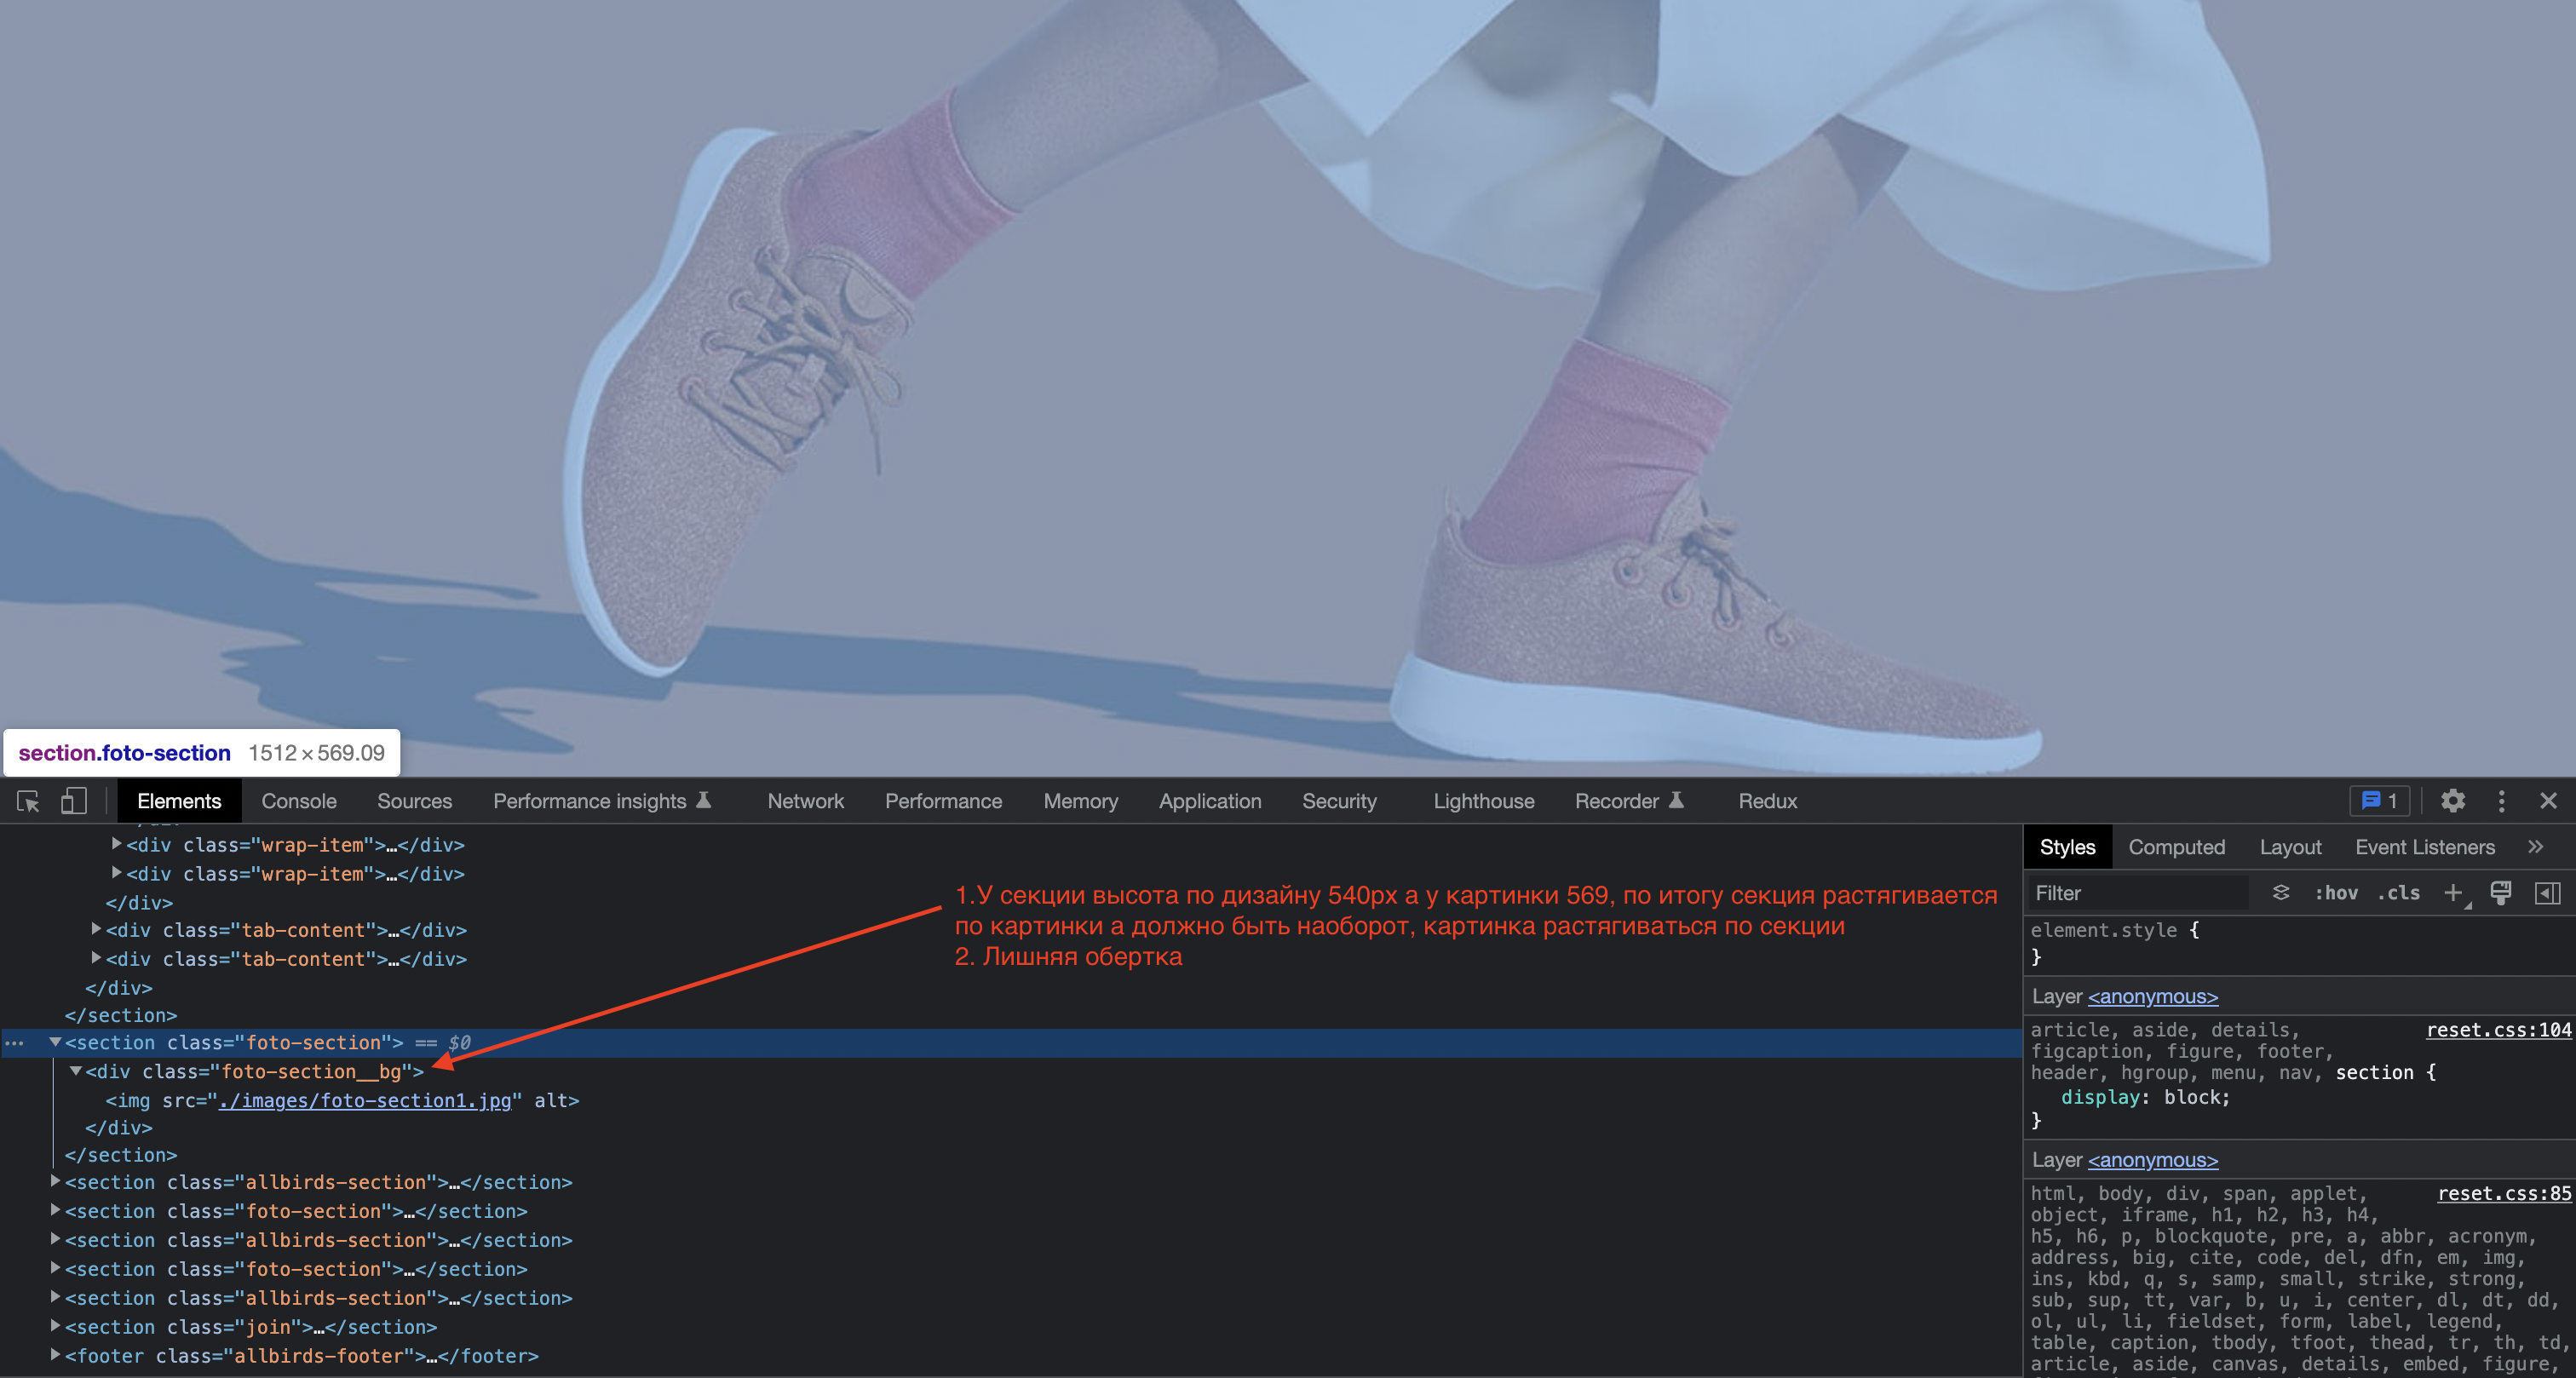 section.foto-section 1512 × 569.09
Elements Console Sources Performance insights Network Performance Memory Application Security Lighthouse Recorder Redux 1
<div class="wrap-item">…</div>
<div class="wrap-item">…</div>
</div>
<div class="tab-content">…</div>
<div class="tab-content">…</div>
</div>
</section>
<section class="foto-section"> == $0
<div class="foto-section__bg">
<img src="./images/foto-section1.jpg" alt>
</div>
</section>
<section class="allbirds-section">…</section>
<section class="foto-section">…</section>
<section class="allbirds-section">…</section>
<section class="foto-section">…</section>
<section class="allbirds-section">…</section>
<section class="join">…</section>
<footer class="allbirds-footer">…</footer>
1.У секции высота по дизайну 540px а у картинки 569, по итогу секция растягивается
по картинки а должно быть наоборот, картинка растягиваться по секции
2. Лишняя обертка
Styles Computed Layout Event Listeners »
Filter :hov .cls +
element.style {
}
Layer <anonymous>
article, aside, details, reset.css:104
figcaption, figure, footer,
header, hgroup, menu, nav, section {
display: block;
}
Layer <anonymous>
html, body, div, span, applet, reset.css:85
object, iframe, h1, h2, h3, h4,
h5, h6, p, blockquote, pre, a, abbr, acronym,
address, big, cite, code, del, dfn, em, img,
ins, kbd, q, s, samp, small, strike, strong,
sub, sup, tt, var, b, u, i, center, dl, dt, dd,
ol, ul, li, fieldset, form, label, legend,
table, caption, tbody, tfoot, thead, tr, th, td,
article, aside, canvas, details, embed, figure,